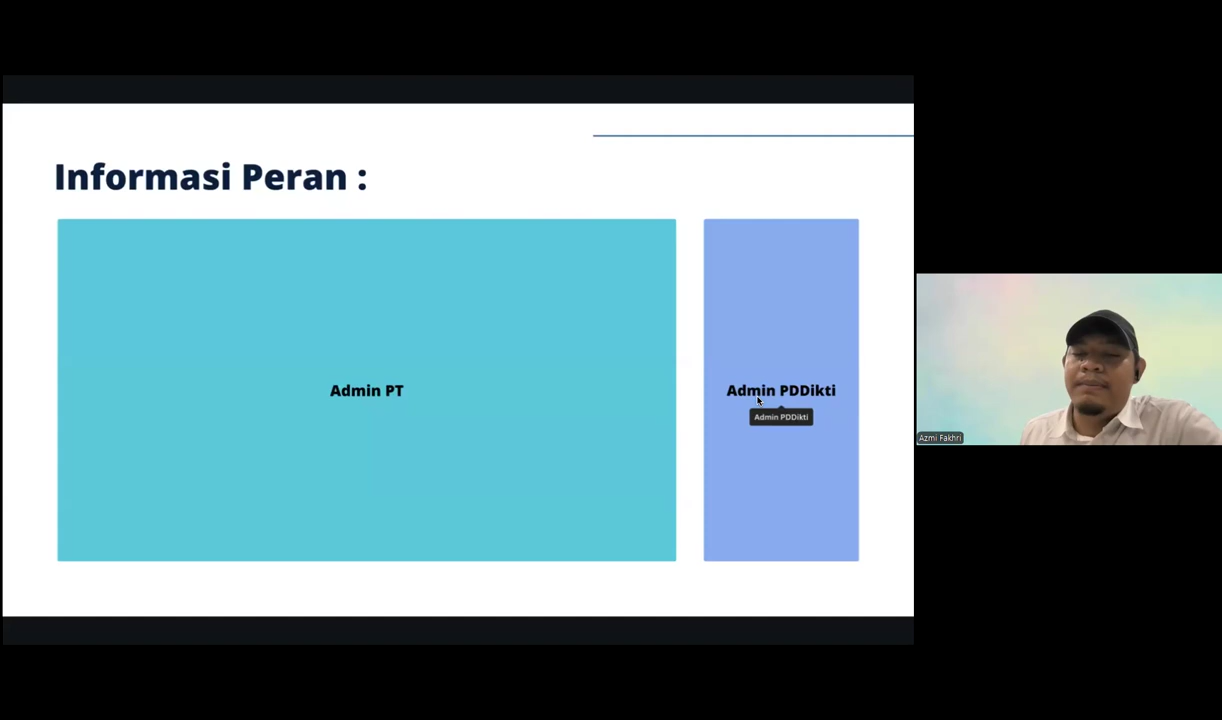 Informasi Peran :
Admin PT
Admin PDDikti
Admin PDDikti
Azmi Fakhri